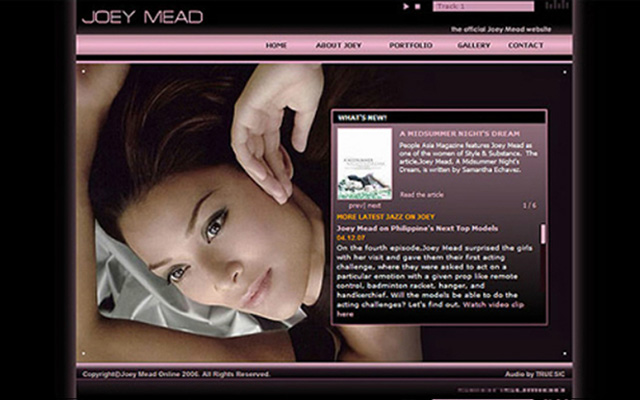 JOEY MEAD
Track 1
the official Joey Mead website
HOME ABOUT JOEY PORTFOLIO GALLERY CONTACT
WHAT'S NEW!
A MIDSUMMER NIGHT'S DREAM
People Asia Magazine features Joey Mead as
one of the women of Style & Substance. The
article,Joey Mead, A Midsummer Night's
Dream, is written by Samantha Echavez.
Read the article
prev| next 1 / 6
MORE LATEST JAZZ ON JOEY
Joey Mead on Philippine's Next Top Models
04.12.07
On the fourth episode,Joey Mead surprised the girls
with her visit and gave them their first acting
challenge, where they were asked to act on a
particular emotion with a given prop like remote
control, badminton racket, hanger, and
handkerchief. Will the models be able to do the
acting challenges? Let's find out. Watch video clip
here
Copyright©Joey Mead Online 2006. All Rights Reserved. Audio by TRUESIC